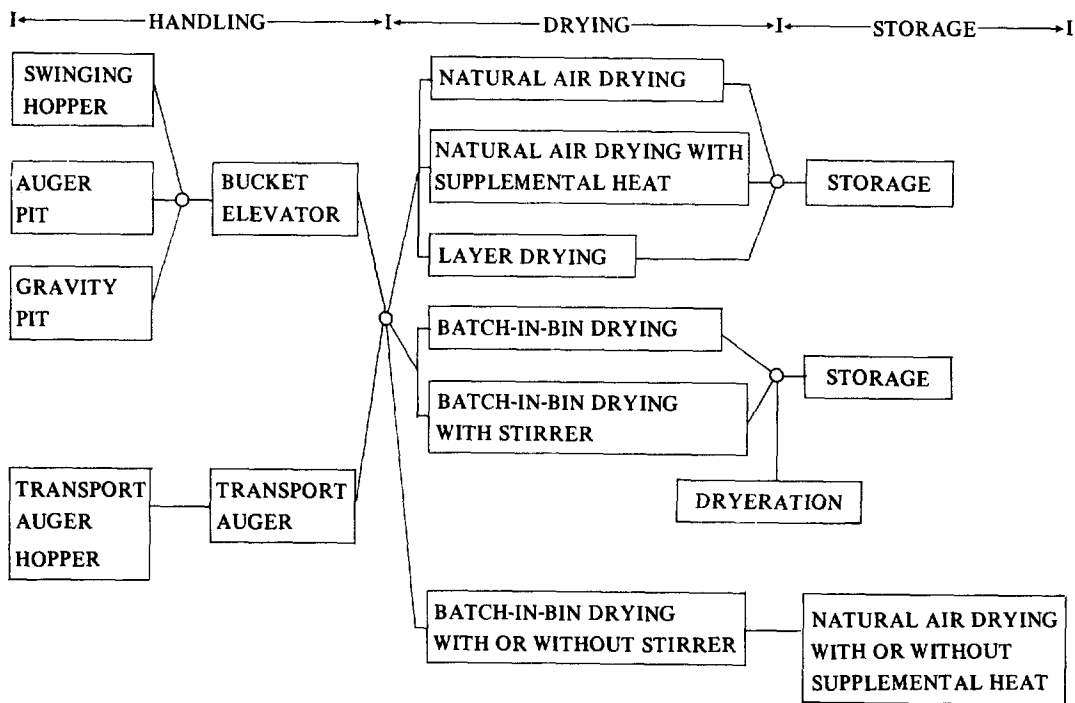 HANDLING
DRYING
STORAGE
SWINGING
HOPPER
AUGER
PIT
GRAVITY
PIT
BUCKET
ELEVATOR
TRANSPORT
AUGER
HOPPER
TRANSPORT
AUGER
NATURAL AIR DRYING
NATURAL AIR DRYING WITH
SUPPLEMENTAL HEAT
LAYER DRYING
BATCH-IN-BIN DRYING
BATCH-IN-BIN DRYING
WITH STIRRER
DRYERATION
BATCH-IN-BIN DRYING
WITH OR WITHOUT STIRRER
STORAGE
STORAGE
NATURAL AIR DRYING
WITH OR WITHOUT
SUPPLEMENTAL HEAT